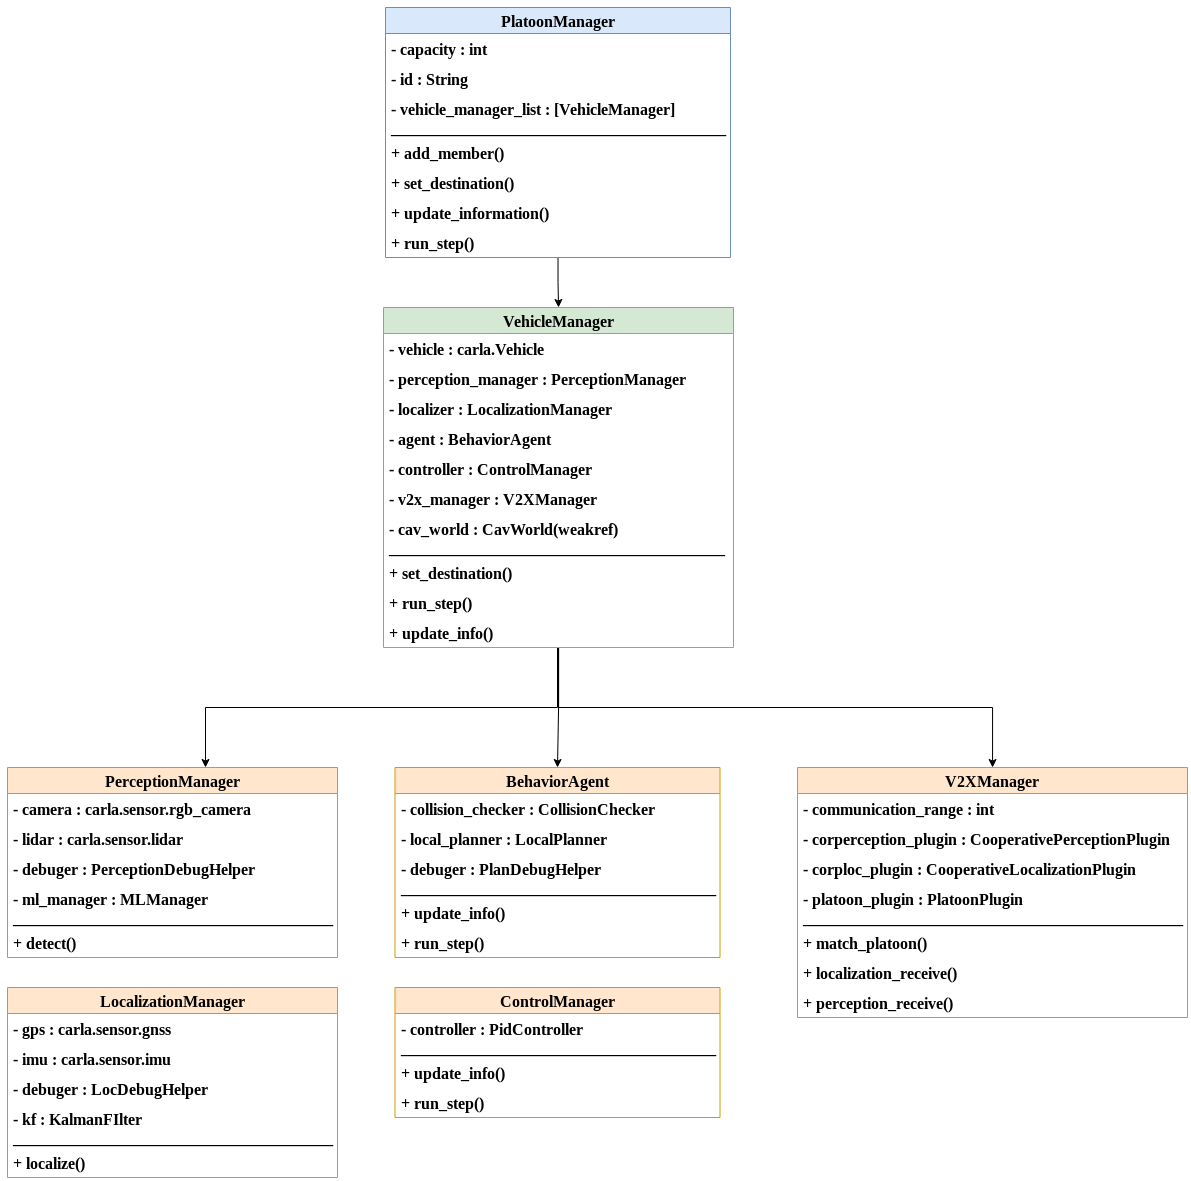 PlatoonManager
- capacity : int
- id : String
- vehicle_manager_list : [VehicleManager]
+ add_member()
+ set_destination()
+ update_information()
+ run_step()
VehicleManager
- vehicle : carla.Vehicle
- perception_manager : PerceptionManager
- localizer : LocalizationManager
- agent : BehaviorAgent
- controller : ControlManager
- v2x_manager : V2XManager
- cav_world : CavWorld(weakref)
+ set_destination()
+ run_step()
+ update_info()
PerceptionManager
- camera : carla.sensor.rgb_camera
- lidar : carla.sensor.lidar
- debuger : PerceptionDebugHelper
- ml_manager : MLManager
+ detect()
LocalizationManager
- gps : carla.sensor.gnss
- imu : carla.sensor.imu
- debuger : LocDebugHelper
- kf : KalmanFIlter
+ localize()
BehaviorAgent
- collision_checker : CollisionChecker
- local_planner : LocalPlanner
- debuger : PlanDebugHelper
+ update_info()
+ run_step()
ControlManager
- controller : PidController
+ update_info()
+ run_step()
V2XManager
- communication_range : int
- corperception_plugin : CooperativePerceptionPlugin
- corploc_plugin : CooperativeLocalizationPlugin
- platoon_plugin : PlatoonPlugin
+ match_platoon()
+ localization_receive()
+ perception_receive()